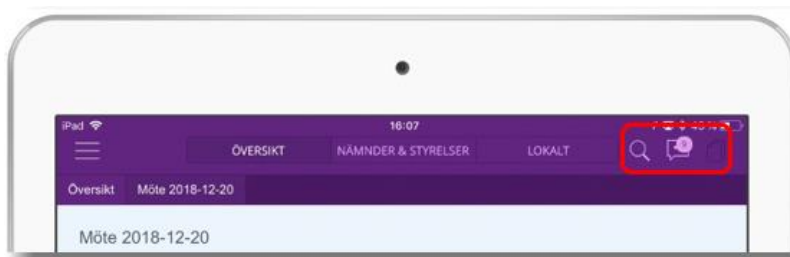 iPad 16:07
ÖVERSIKT NÄMNDER & STYRELSER LOKALT
Översikt Möte 2018-12-20
Möte 2018-12-20